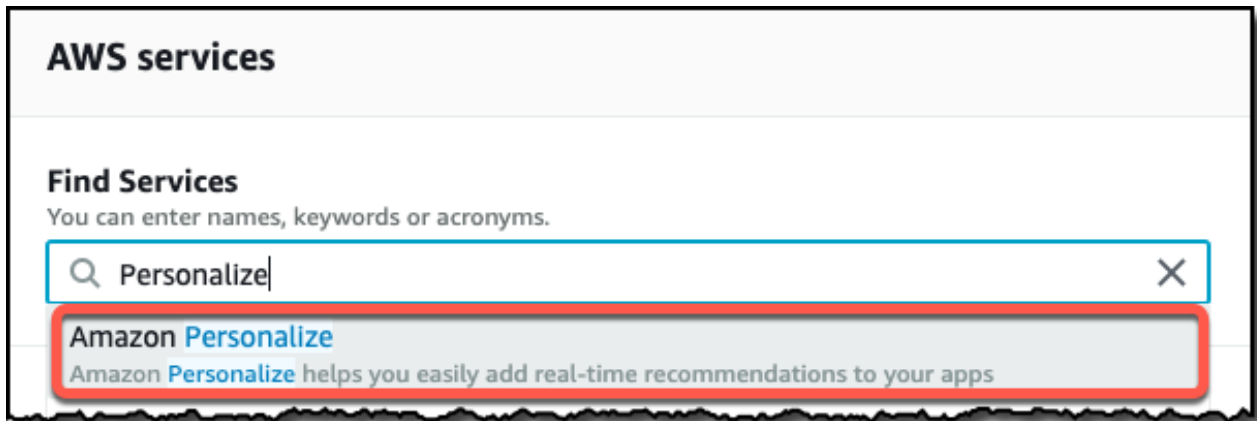 AWS services
Find Services
You can enter names, keywords or acronyms.
Personalize
Amazon Personalize
Amazon Personalize helps you easily add real-time recommendations to your apps